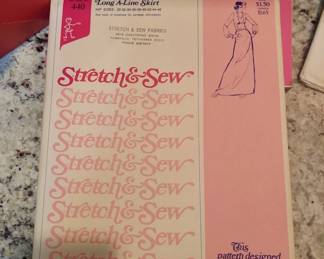 440
Long A-Line Skirt
$1.50
STRETCH & SEW FABRICS
Stretch & Sew
Stretch & Sew
Stretch & Sew
Stretch & Sew
Stretch & Sew
Stretch & Sew
Stretch & Sew
Stretch & Sew
Stretch & Sew
This
pattern designed